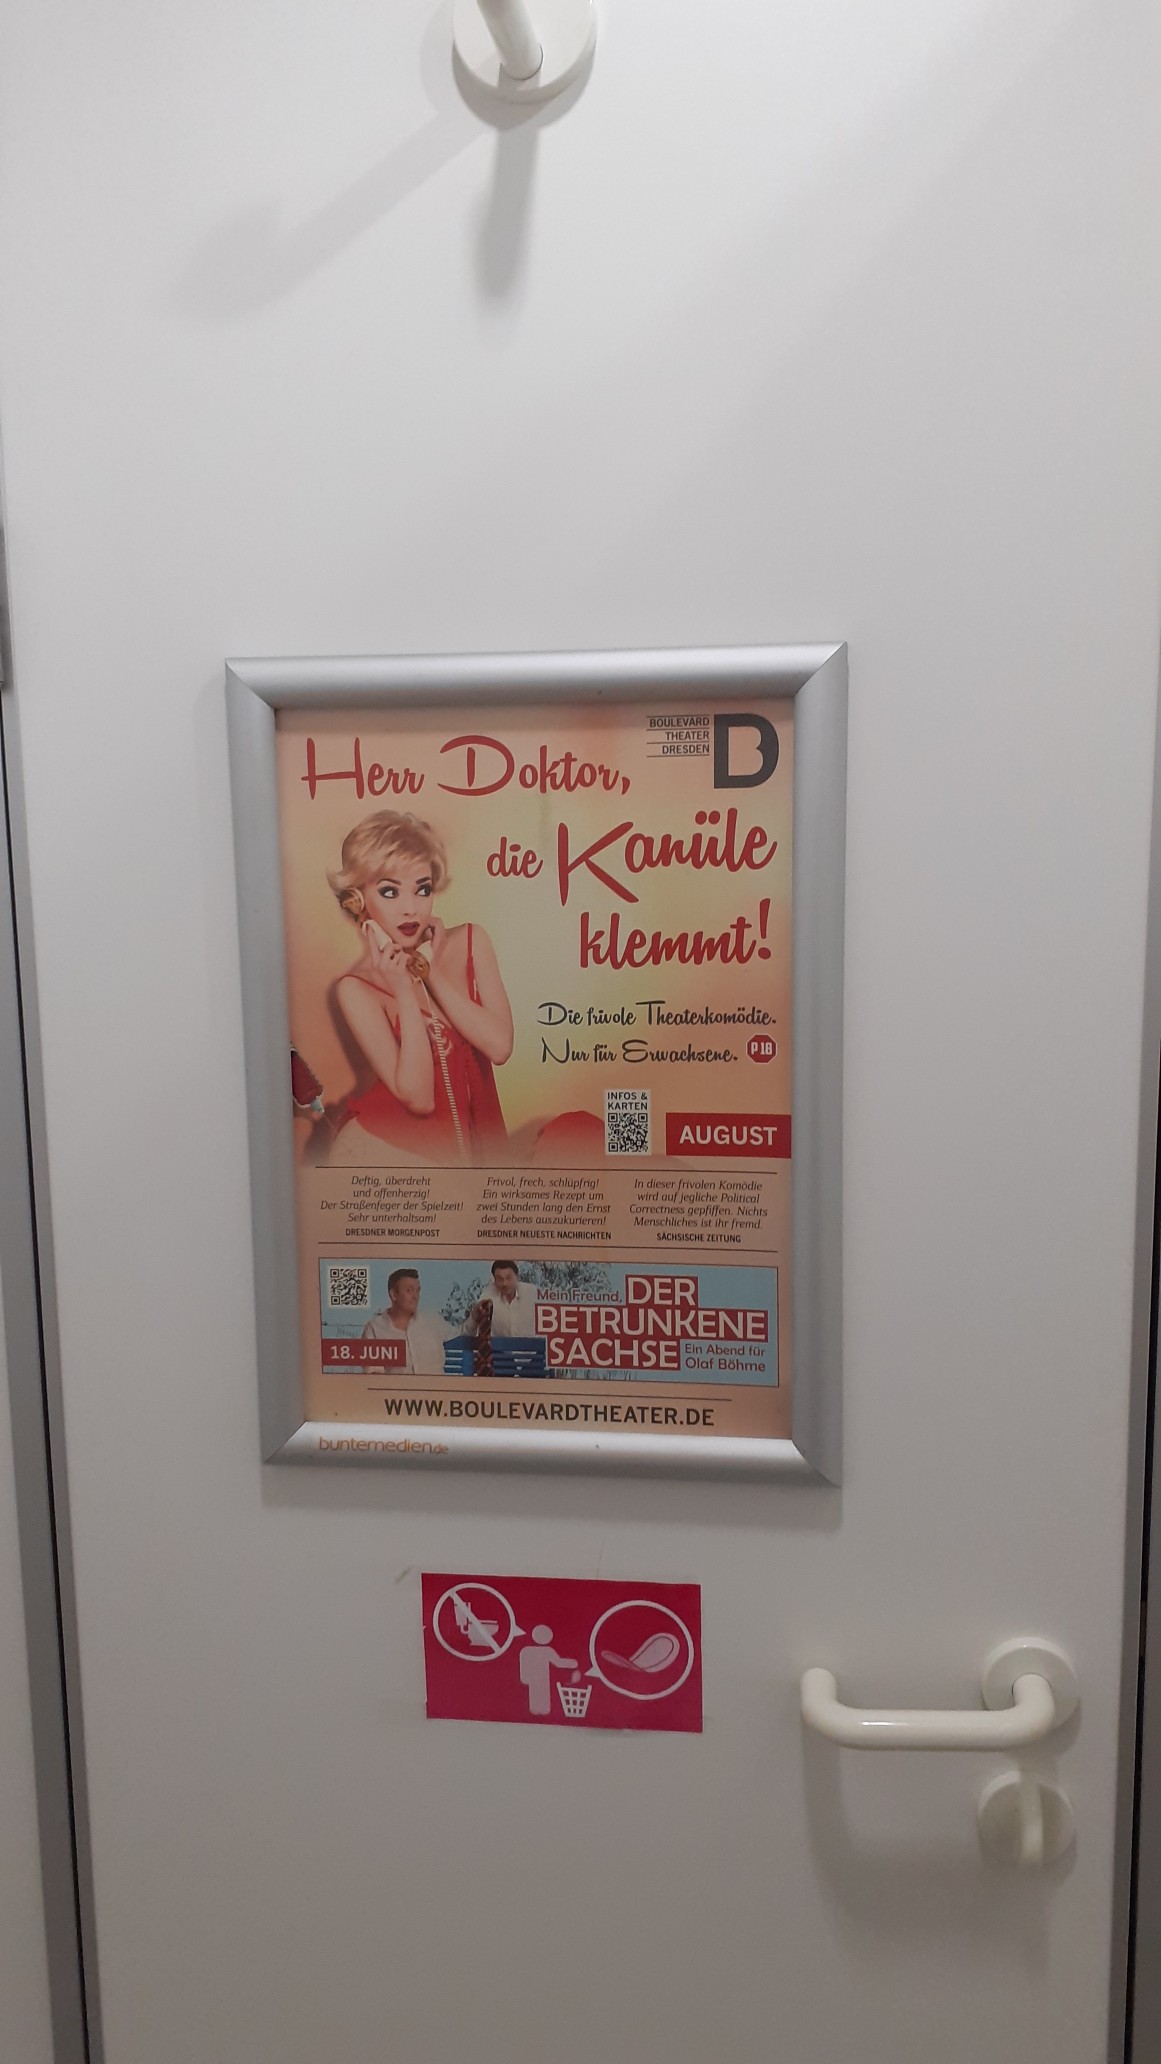 BOULEVARD
THEATER
DRESDEN
B
Herr Doktor,
die Kanüle
klemmt!
Die frivole Theaterkomödie.
Nur für Erwachsene. P18
INFOS &
KARTEN
AUGUST
Deftig, überdreht
und offenherzig!
Der Straßenfeger der Spielzeit!
Sehr unterhaltsam!
DRESDNER MORGENPOST
Frivol, frech, schlüpfrig!
Ein wirksames Rezept um
zwei Stunden lang den Ernst
des Lebens auszukurieren!
DRESDNER NEUESTE NACHRICHTEN
In dieser frivolen Komödie
wird auf jegliche Political
Correctness gepfiffen. Nichts
Menschliches ist ihr fremd.
SÄCHSISCHE ZEITUNG
Mein Freund, DER
BETRUNKENE
SACHSE
Ein Abend für
Olaf Böhme
18. JUNI
WWW.BOULEVARDTHEATER.DE
buntemedien.de